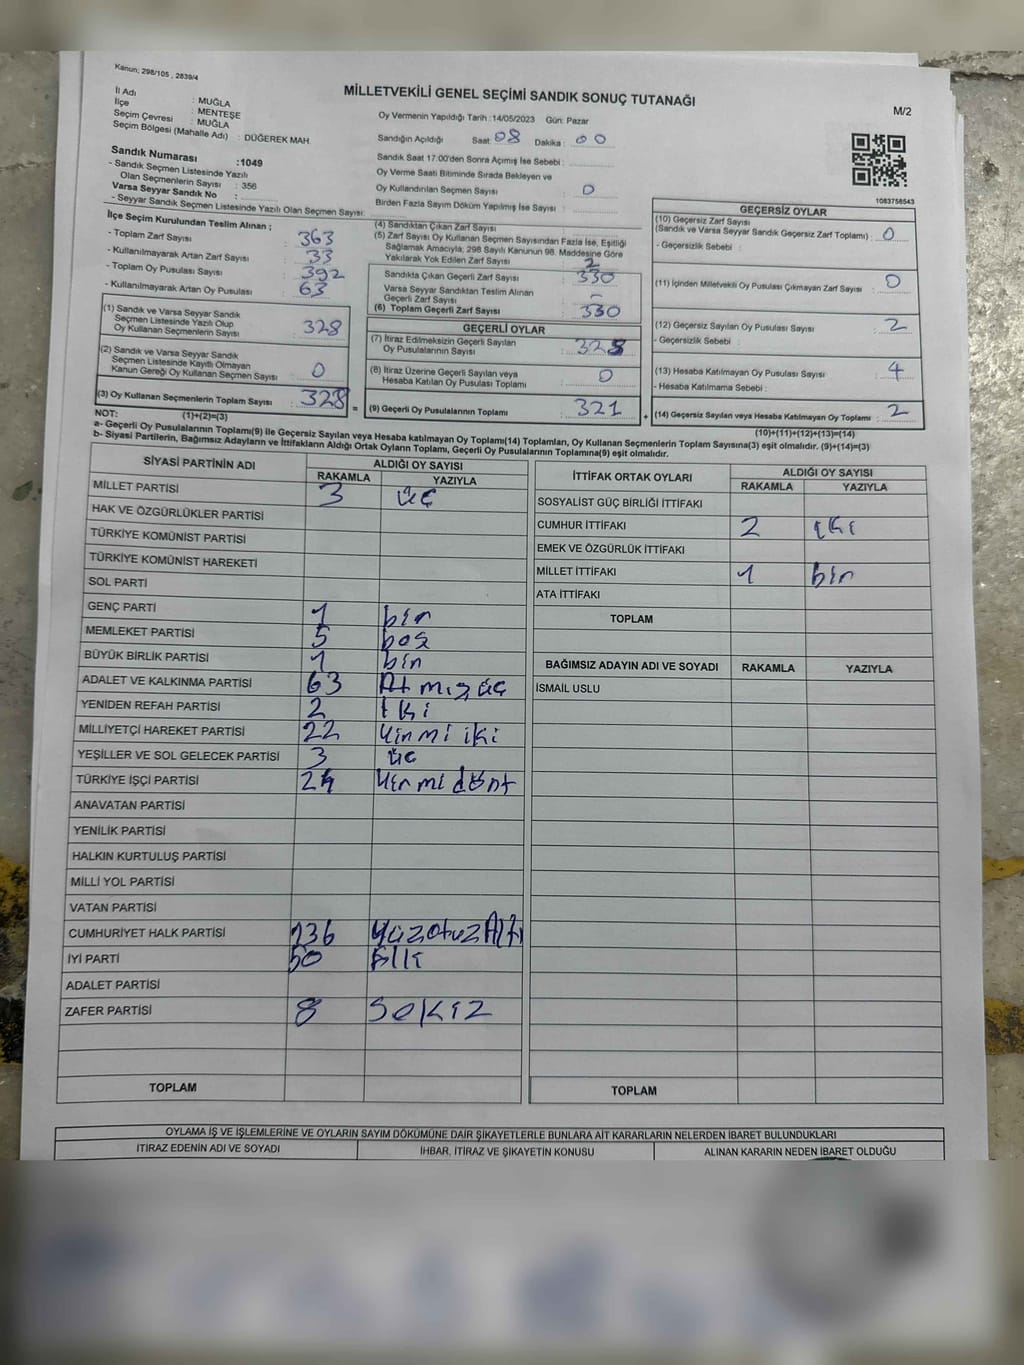 Kanun; 298/105 , 2839/4
MİLLETVEKİLİ GENEL SEÇİMİ SANDIK SONUÇ TUTANAĞI
M/2
İl Adı : MUĞLA
İlçe : MENTEŞE
Seçim Çevresi : MUĞLA
Seçim Bölgesi (Mahalle Adı) : DÜĞEREK MAH.
Sandık Numarası :1049
- Sandık Seçmen Listesinde Yazılı
Olan Seçmenlerin Sayısı : 356
Varsa Seyyar Sandık No :
- Seyyar Sandık Seçmen Listesinde Yazılı Olan Seçmen Sayısı:
Oy Vermenin Yapıldığı Tarih :14/05/2023 Gün: Pazar
Sandığın Açıldığı Saat: 08 Dakika : 00
Sandık Saat 17:00'den Sonra Açımış İse Sebebi :
Oy Verme Saati Bitiminde Sırada Bekleyen ve
Oy Kullandırılan Seçmen Sayısı : 0
Birden Fazla Sayım Döküm Yapılmış İse Sayısı :
1083758543
İlçe Seçim Kurulundan Teslim Alınan ;
- Toplam Zarf Sayısı : 363
- Kullanılmayarak Artan Zarf Sayısı : 33
- Toplam Oy Pusulası Sayısı : 392
- Kullanılmayarak Artan Oy Pusulası : 63
(1) Sandık ve Varsa Seyyar Sandık
Seçmen Listesinde Yazılı Olup
Oy Kullanan Seçmenlerin Sayısı : 328
(2) Sandık ve Varsa Seyyar Sandık
Seçmen Listesinde Kayıtlı Olmayan
Kanun Gereği Oy Kullanan Seçmen Sayısı : 0
(3) Oy Kullanan Seçmenlerin Toplam Sayısı : 328
(1)+(2)=(3)
(4) Sandıktan Çıkan Zarf Sayısı :
(5) Zarf Sayısı Oy Kullanan Seçmen Sayısından Fazla İse, Eşitliği
Sağlamak Amacıyla, 298 Sayılı Kanunun 98. Maddesine Göre
Yakılarak Yok Edilen Zarf Sayısı : 2
Sandıkta Çıkan Geçerli Zarf Sayısı : 330
Varsa Seyyar Sandıktan Teslim Alınan
Geçerli Zarf Sayısı : -
(6) Toplam Geçerli Zarf Sayısı : 330
GEÇERLİ OYLAR
(7) İtiraz Edilmeksizin Geçerli Sayılan
Oy Pusulalarının Sayısı : 328
(8) İtiraz Üzerine Geçerli Sayılan veya
Hesaba Katılan Oy Pusulası Toplamı : 0
= (9) Geçerli Oy Pusulalarının Toplamı : 321
GEÇERSİZ OYLAR
(10) Geçersiz Zarf Sayısı
(Sandık ve Varsa Seyyar Sandık Geçersiz Zarf Toplamı) : 0
- Geçersizlik Sebebi :
(11) İçinden Milletvekili Oy Pusulası Çıkmayan Zarf Sayısı : 0
(12) Geçersiz Sayılan Oy Pusulası Sayısı : 2
- Geçersizlik Sebebi :
(13) Hesaba Katılmayan Oy Pusulası Sayısı : 4
- Hesaba Katılmama Sebebi :
+ (14) Geçersiz Sayılan veya Hesaba Katılmayan Oy Toplamı : 2
(10)+(11)+(12)+(13)=(14)
NOT:
a- Geçerli Oy Pusulalarının Toplamı(9) ile Geçersiz Sayılan veya Hesaba katılmayan Oy Toplamı(14) Toplamları, Oy Kullanan Seçmenlerin Toplam Sayısına(3) eşit olmalıdır. (9)+(14)=(3)
b- Siyasi Partilerin, Bağımsız Adayların ve İttifakların Aldığı Ortak Oyların Toplamı, Geçerli Oy Pusulalarının Toplamına(9) eşit olmalıdır.
SİYASİ PARTİNİN ADI ALDIĞI OY SAYISI
RAKAMLA YAZIYLA
MİLLET PARTİSİ 3 üç
HAK VE ÖZGÜRLÜKLER PARTİSİ
TÜRKİYE KOMÜNİST PARTİSİ
TÜRKİYE KOMÜNİST HAREKETİ
SOL PARTİ
GENÇ PARTİ 1 bir
MEMLEKET PARTİSİ 5 beş
BÜYÜK BİRLİK PARTİSİ 1 bir
ADALET VE KALKINMA PARTİSİ 63 Atmışüç
YENİDEN REFAH PARTİSİ 2 iki
MİLLİYETÇİ HAREKET PARTİSİ 22 Yirmi iki
YEŞİLLER VE SOL GELECEK PARTİSİ 3 üç
TÜRKİYE İŞÇİ PARTİSİ 24 Yirmi dört
ANAVATAN PARTİSİ
YENİLİK PARTİSİ
HALKIN KURTULUŞ PARTİSİ
MİLLİ YOL PARTİSİ
VATAN PARTİSİ
CUMHURİYET HALK PARTİSİ 136 YüzotuzAltı
İYİ PARTİ 50 Elli
ADALET PARTİSİ
ZAFER PARTİSİ 8 Sekiz
TOPLAM
İTTİFAK ORTAK OYLARI ALDIĞI OY SAYISI
RAKAMLA YAZIYLA
SOSYALİST GÜÇ BİRLİĞİ İTTİFAKI
CUMHUR İTTİFAKI 2 iki
EMEK VE ÖZGÜRLÜK İTTİFAKI
MİLLET İTTİFAKI 1 bir
ATA İTTİFAKI
TOPLAM
BAĞIMSIZ ADAYIN ADI VE SOYADI RAKAMLA YAZIYLA
İSMAİL USLU
TOPLAM
OYLAMA İŞ VE İŞLEMLERİNE VE OYLARIN SAYIM DÖKÜMÜNE DAİR ŞİKAYETLERLE BUNLARA AİT KARARLARIN NELERDEN İBARET BULUNDUKLARI
İTİRAZ EDENİN ADI VE SOYADI İHBAR, İTİRAZ VE ŞİKAYETİN KONUSU ALINAN KARARIN NEDEN İBARET OLDUĞU